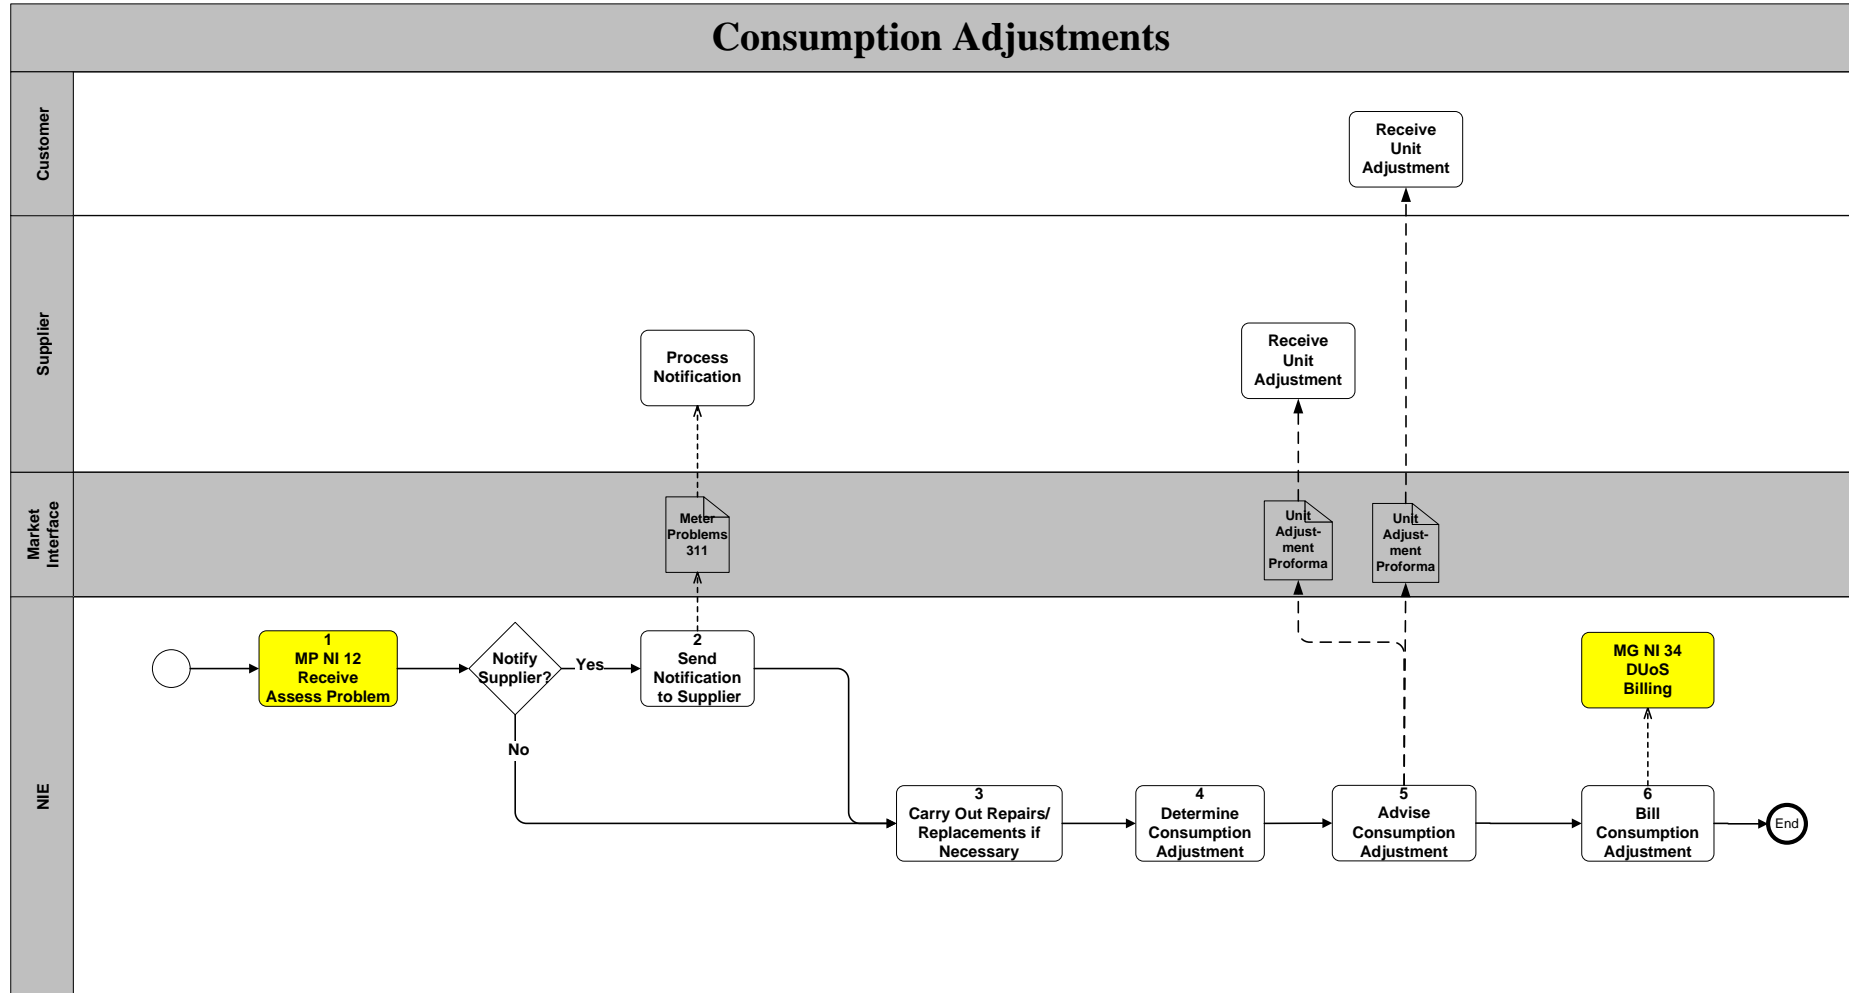 Consumption Adjustments
Customer
Receive
Unit
Adjustment
Supplier
Process
Notification
Receive
Unit
Adjustment
Market
Interface
Meter
Problems
311
Unit
Adjust-
ment
Proforma
Unit
Adjust-
ment
Proforma
NIE
1
MP NI 12
Receive
Assess Problem
Notify
Supplier?
Yes
No
2
Send
Notification
to Supplier
3
Carry Out Repairs/
Replacements if
Necessary
4
Determine
Consumption
Adjustment
5
Advise
Consumption
Adjustment
MG NI 34
DUoS
Billing
6
Bill
Consumption
Adjustment
End